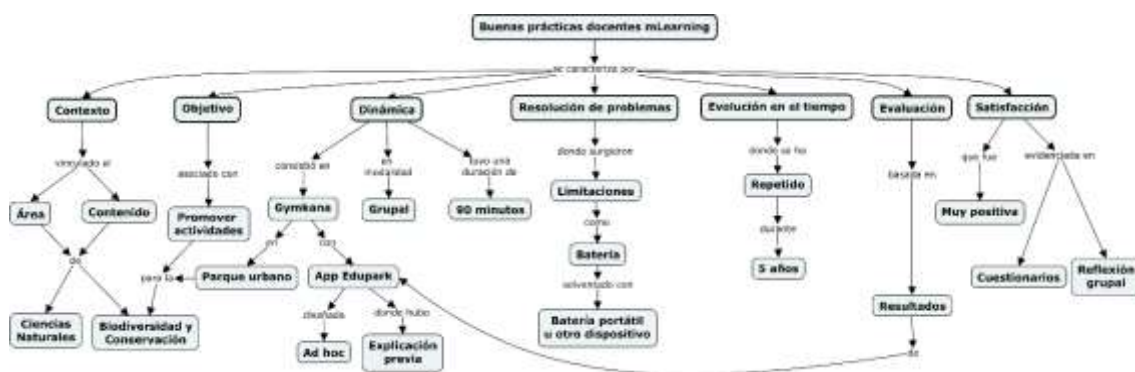 Buenas prácticas docentes mLearning
se caracteriza por
Contexto
Objetivo
Dinámica
Resolución de problemas
Evolución en el tiempo
Evaluación
Satisfacción
vinculado al
asociado con
consistió en
en
modalidad
tuvo una
duración de
donde surgieron
donde se ha
basada en
que fue
evidenciada en
Área
Contenido
Promover
actividades
Gymkana
Grupal
90 minutos
Limitaciones
Repetido
Muy positiva
de
para la
en
con
como
durante
Parque urbano
App Edupark
Batería
5 años
Cuestionarios
Reflexión
grupal
diseñada
donde hubo
solventado con
Ciencias
Naturales
Biodiversidad y
Conservación
Ad hoc
Explicación
previa
Batería portátil
u otro dispositivo
Resultados
de